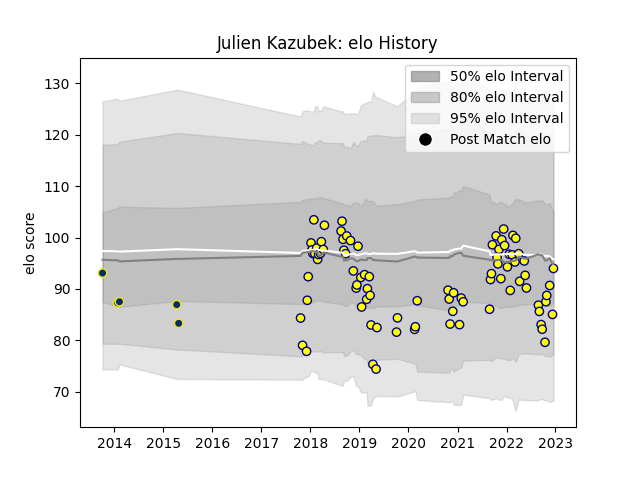 Julien Kazubek: elo History
50% elo Interval
80% elo Interval
95% elo Interval
Post Match elo
elo score
130
120
110
100
90
80
70
2014 2015 2016 2017 2018 2019 2020 2021 2022 2023